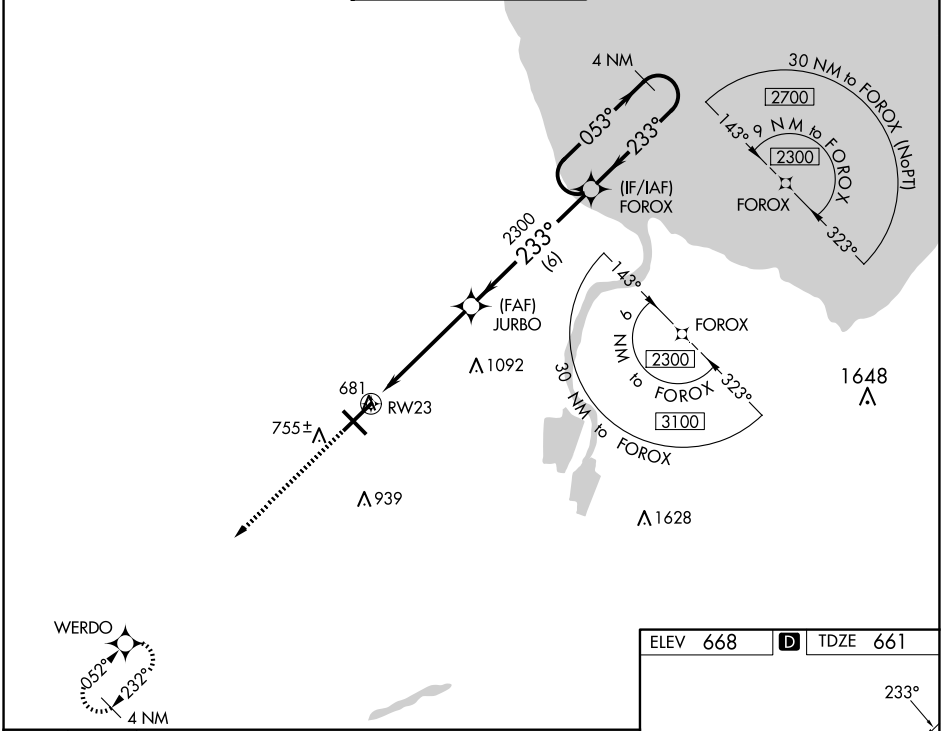 4 NM
053°
233°
(IF/IAF)
FOROX
30 NM to FOROX (NoPT)
2700
143°
9 NM to FOROX
2300
FOROX
323°
2300
233°
(6)
(FAF)
JURBO
143°
9 NM to FOROX
FOROX
2300
323°
30 NM to FOROX
3100
1092
1648
681
RW23
755±
939
1628
WERDO
052°
232°
4 NM
ELEV 668 D TDZE 661
233°